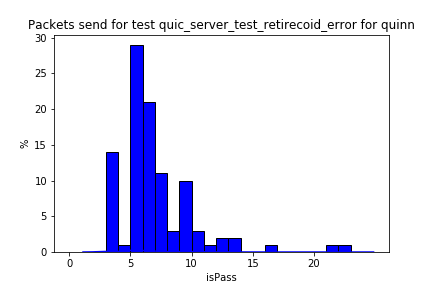 Packets send for test quic_server_test_retirecoid_error for quinn
30
25
20
15
10
5
0
%
0 5 10 15 20
isPass